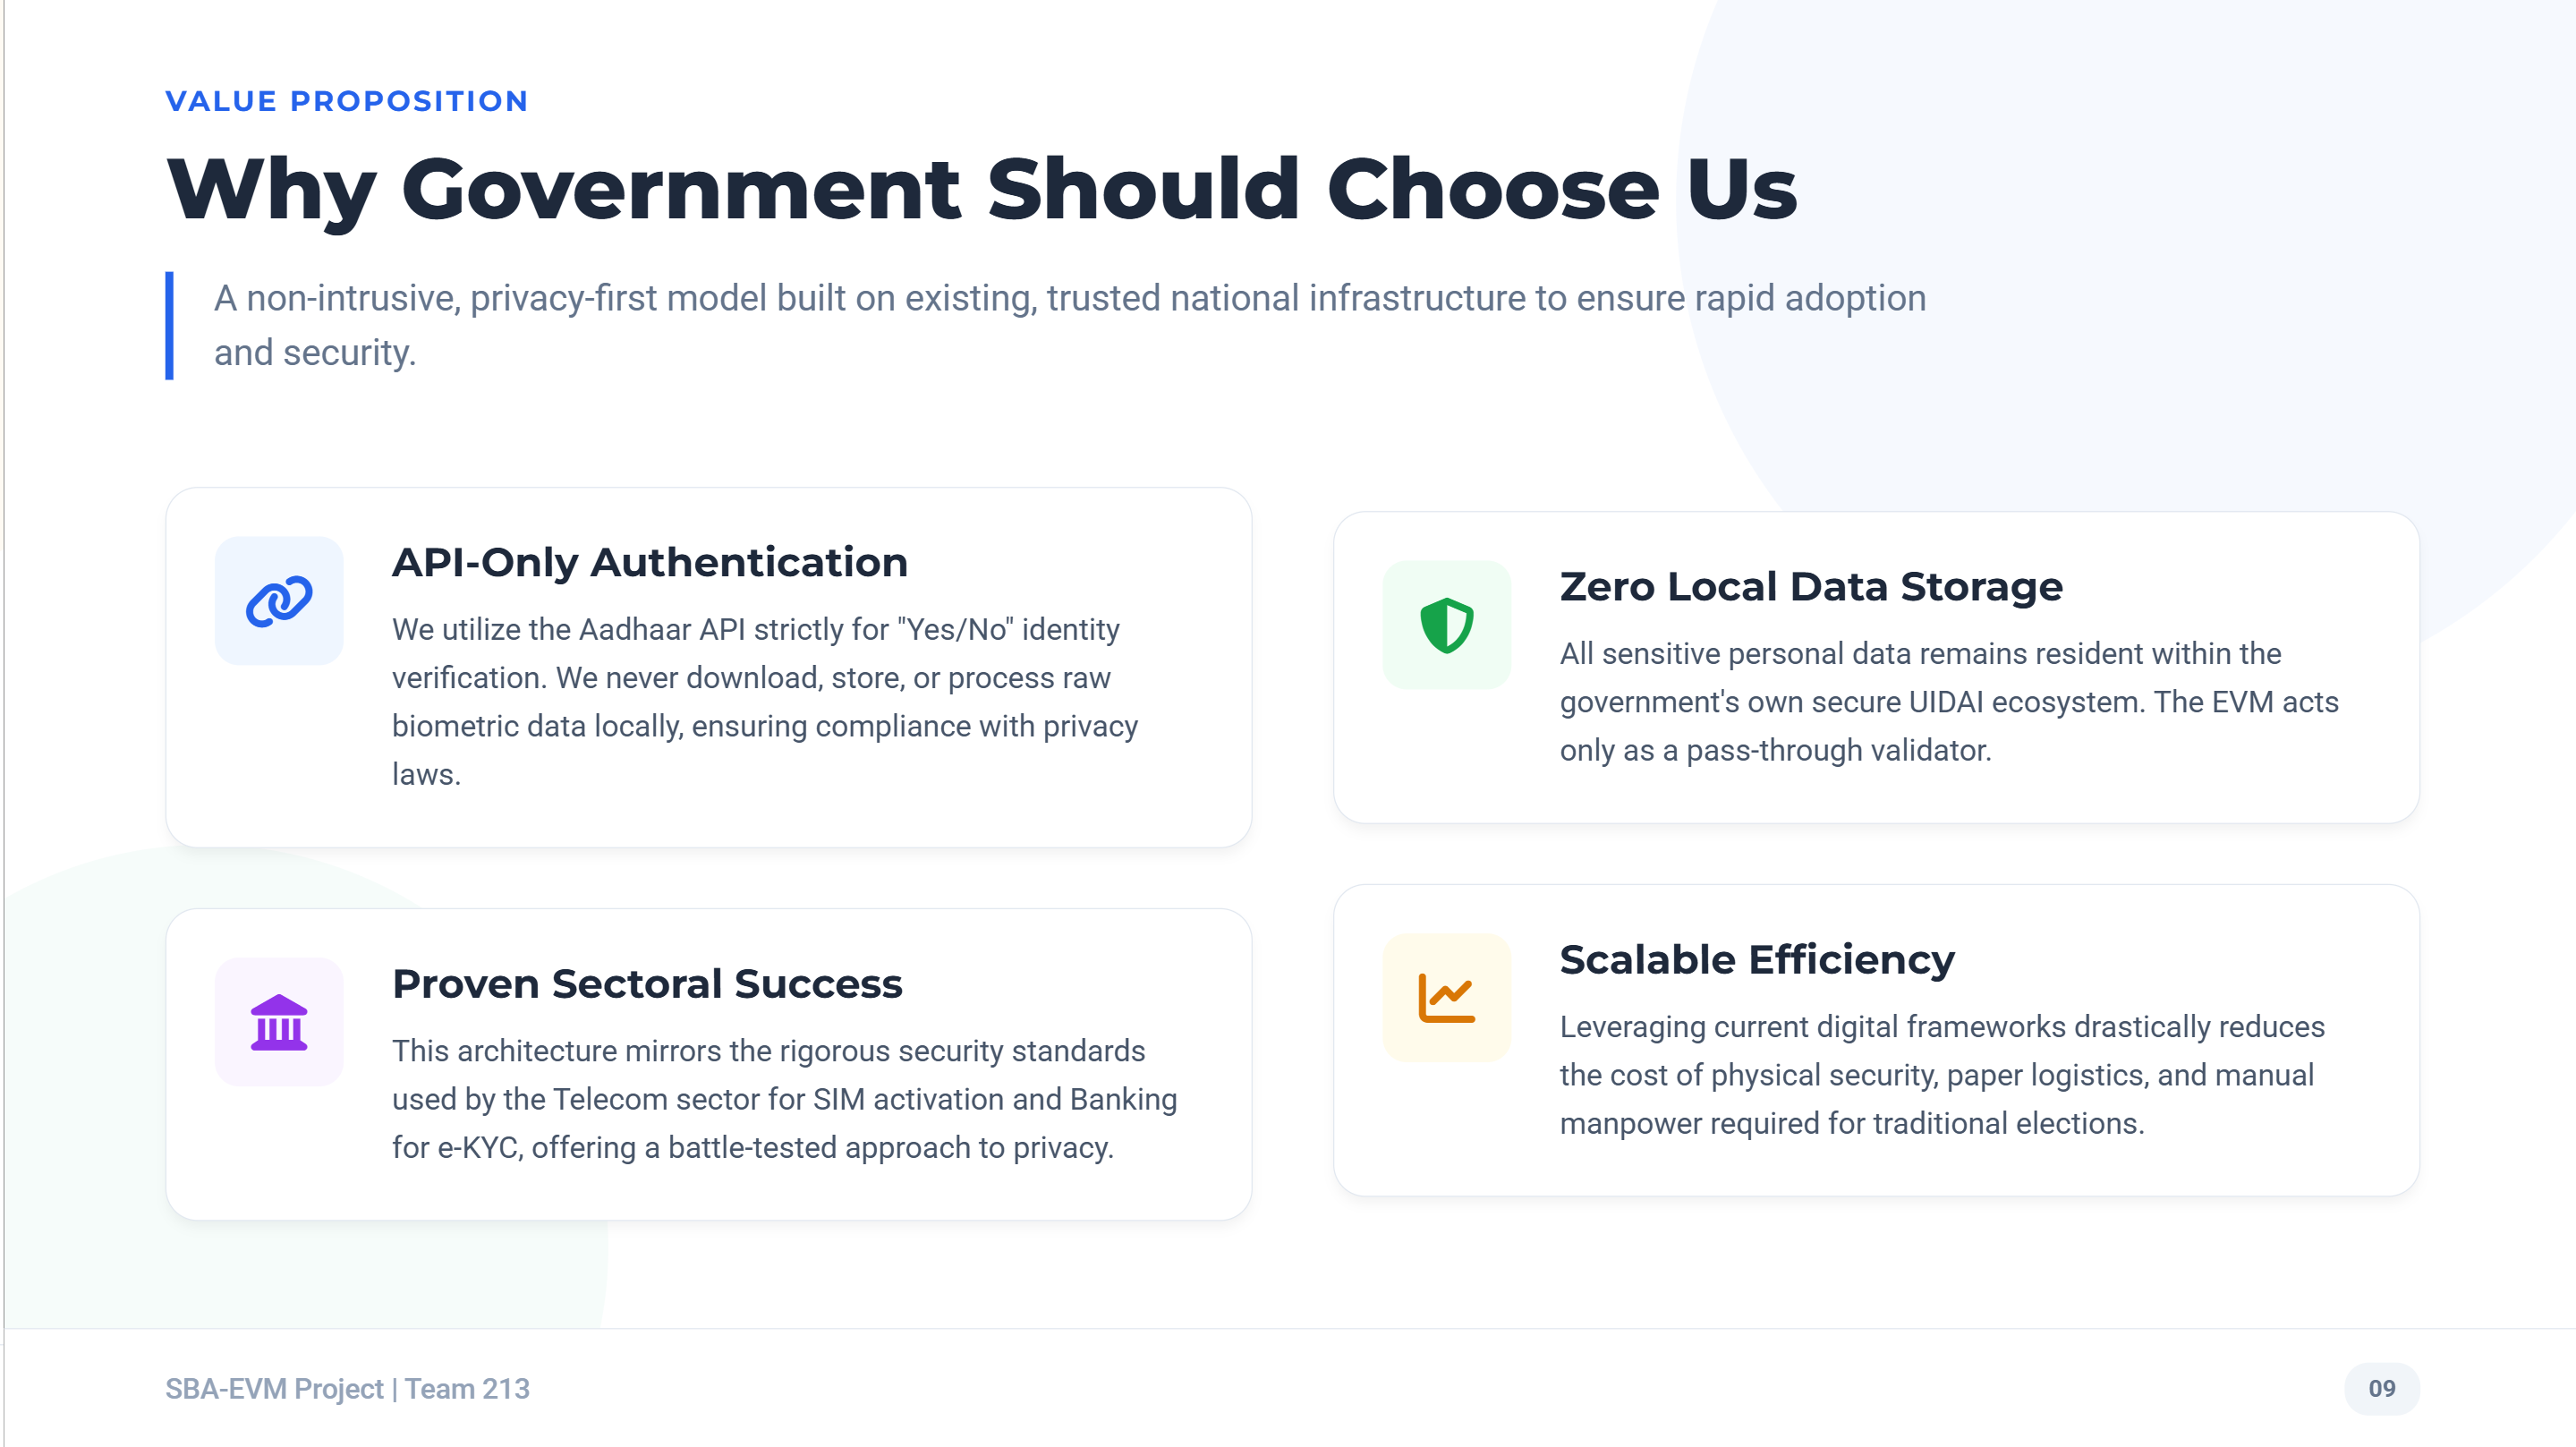 VALUE PROPOSITION
Why Government Should Choose Us
A non-intrusive, privacy-first model built on existing, trusted national infrastructure to ensure rapid adoption
and security.
API-Only Authentication
We utilize the Aadhaar API strictly for "Yes/No" identity
verification. We never download, store, or process raw
biometric data locally, ensuring compliance with privacy
laws.
Zero Local Data Storage
All sensitive personal data remains resident within the
government's own secure UIDAI ecosystem. The EVM acts
only as a pass-through validator.
Proven Sectoral Success
This architecture mirrors the rigorous security standards
used by the Telecom sector for SIM activation and Banking
for e-KYC, offering a battle-tested approach to privacy.
Scalable Efficiency
Leveraging current digital frameworks drastically reduces
the cost of physical security, paper logistics, and manual
manpower required for traditional elections.
SBA-EVM Project | Team 213
09